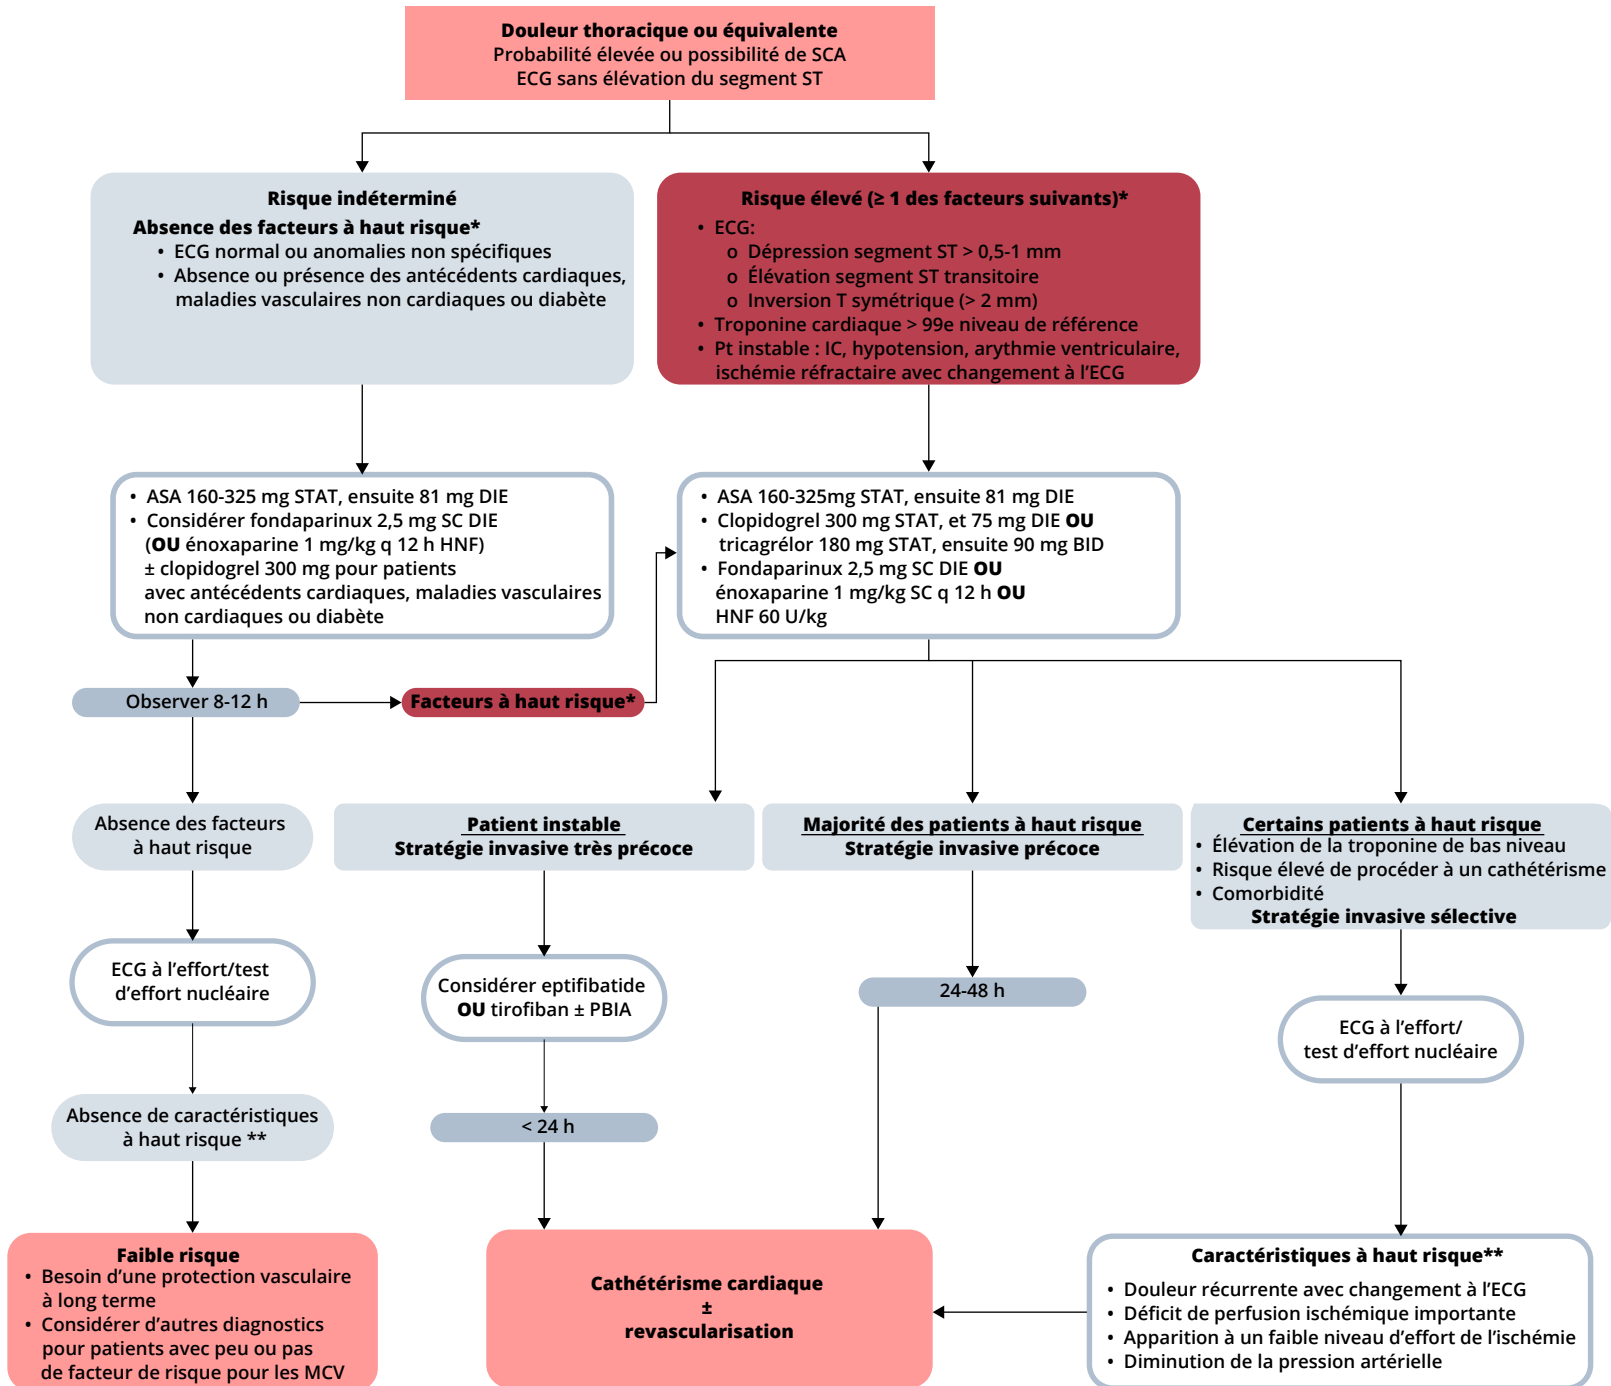 Douleur thoracique ou équivalente
Probabilité élevée ou possibilité de SCA
ECG sans élévation du segment ST
Risque indéterminé
Absence des facteurs à haut risque*
• ECG normal ou anomalies non spécifiques
• Absence ou présence des antécédents cardiaques,
maladies vasculaires non cardiaques ou diabète
Risque élevé (≥ 1 des facteurs suivants)*
• ECG:
o Dépression segment ST > 0,5-1 mm
o Élévation segment ST transitoire
o Inversion T symétrique (> 2 mm)
• Troponine cardiaque > 99e niveau de référence
• Pt instable : IC, hypotension, arythmie ventriculaire,
ischémie réfractaire avec changement à l’ECG
• ASA 160-325 mg STAT, ensuite 81 mg DIE
• Considérer fondaparinux 2,5 mg SC DIE
(OU énoxaparine 1 mg/kg q 12 h HNF)
± clopidogrel 300 mg pour patients
avec antécédents cardiaques, maladies vasculaires
non cardiaques ou diabète
• ASA 160-325mg STAT, ensuite 81 mg DIE
• Clopidogrel 300 mg STAT, et 75 mg DIE OU
tricagrélor 180 mg STAT, ensuite 90 mg BID
• Fondaparinux 2,5 mg SC DIE OU
énoxaparine 1 mg/kg SC q 12 h OU
HNF 60 U/kg
Observer 8-12 h
Facteurs à haut risque*
Absence des facteurs
à haut risque
Patient instable
Stratégie invasive très précoce
Majorité des patients à haut risque
Stratégie invasive précoce
Certains patients à haut risque
• Élévation de la troponine de bas niveau
• Risque élevé de procéder à un cathétérisme
• Comorbidité
Stratégie invasive sélective
ECG à l’effort/test
d’effort nucléaire
Considérer eptifibatide
OU tirofiban ± PBIA
24-48 h
ECG à l’effort/
test d’effort nucléaire
Absence de caractéristiques
à haut risque **
< 24 h
Faible risque
• Besoin d’une protection vasculaire
à long terme
• Considérer d’autres diagnostics
pour patients avec peu ou pas
de facteur de risque pour les MCV
Cathétérisme cardiaque
±
revascularisation
Caractéristiques à haut risque**
• Douleur récurrente avec changement à l’ECG
• Déficit de perfusion ischémique importante
• Apparition à un faible niveau d’effort de l’ischémie
• Diminution de la pression artérielle